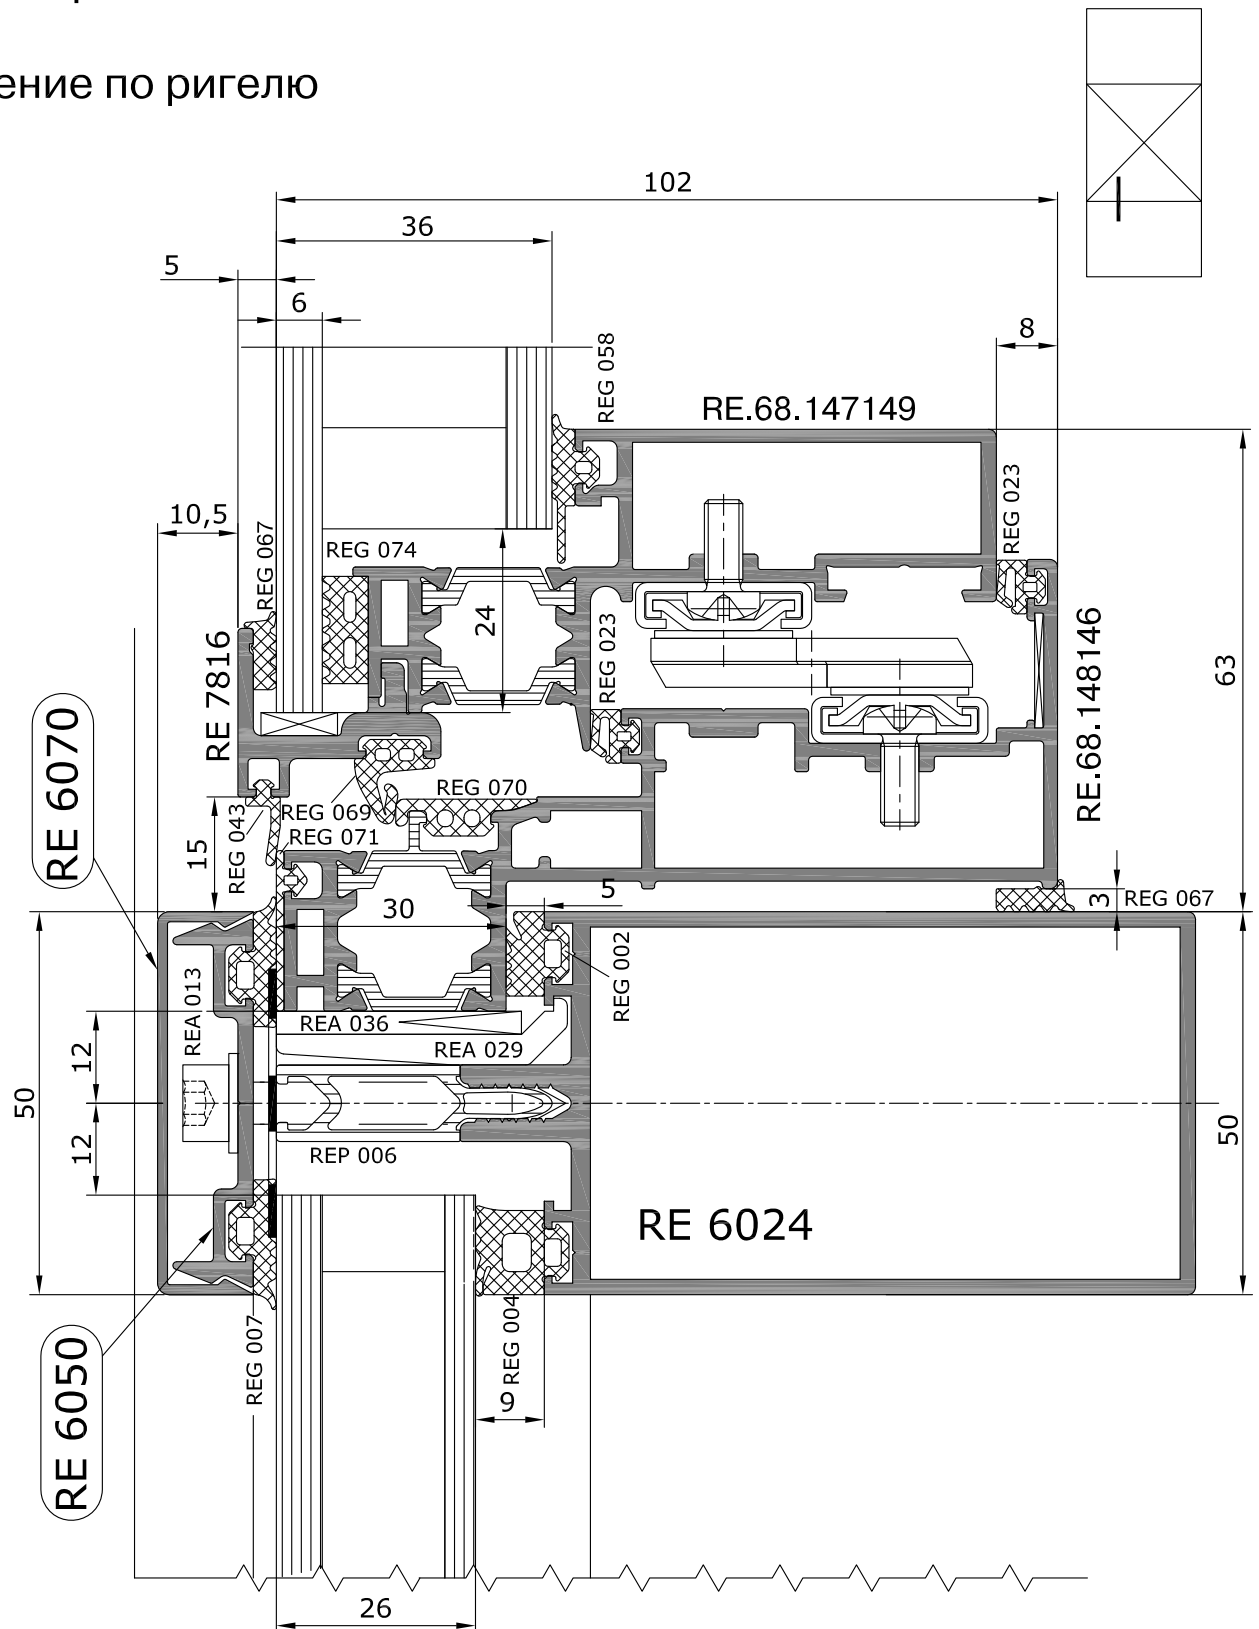 ение по ригелю
102
36
5
6
8
REG 058
RE.68.147149
10,5
REG 067
REG 074
REG 023
24
REG 023
RE 7816
63
RE.68.148146
RE 6070
REG 070
REG 069
REG 043
REG 071
15
30
5
3
REG 067
REG 002
REA 013
REA 036
REA 029
12
50
12
50
REP 006
RE 6024
REG 007
REG 004
9
RE 6050
26